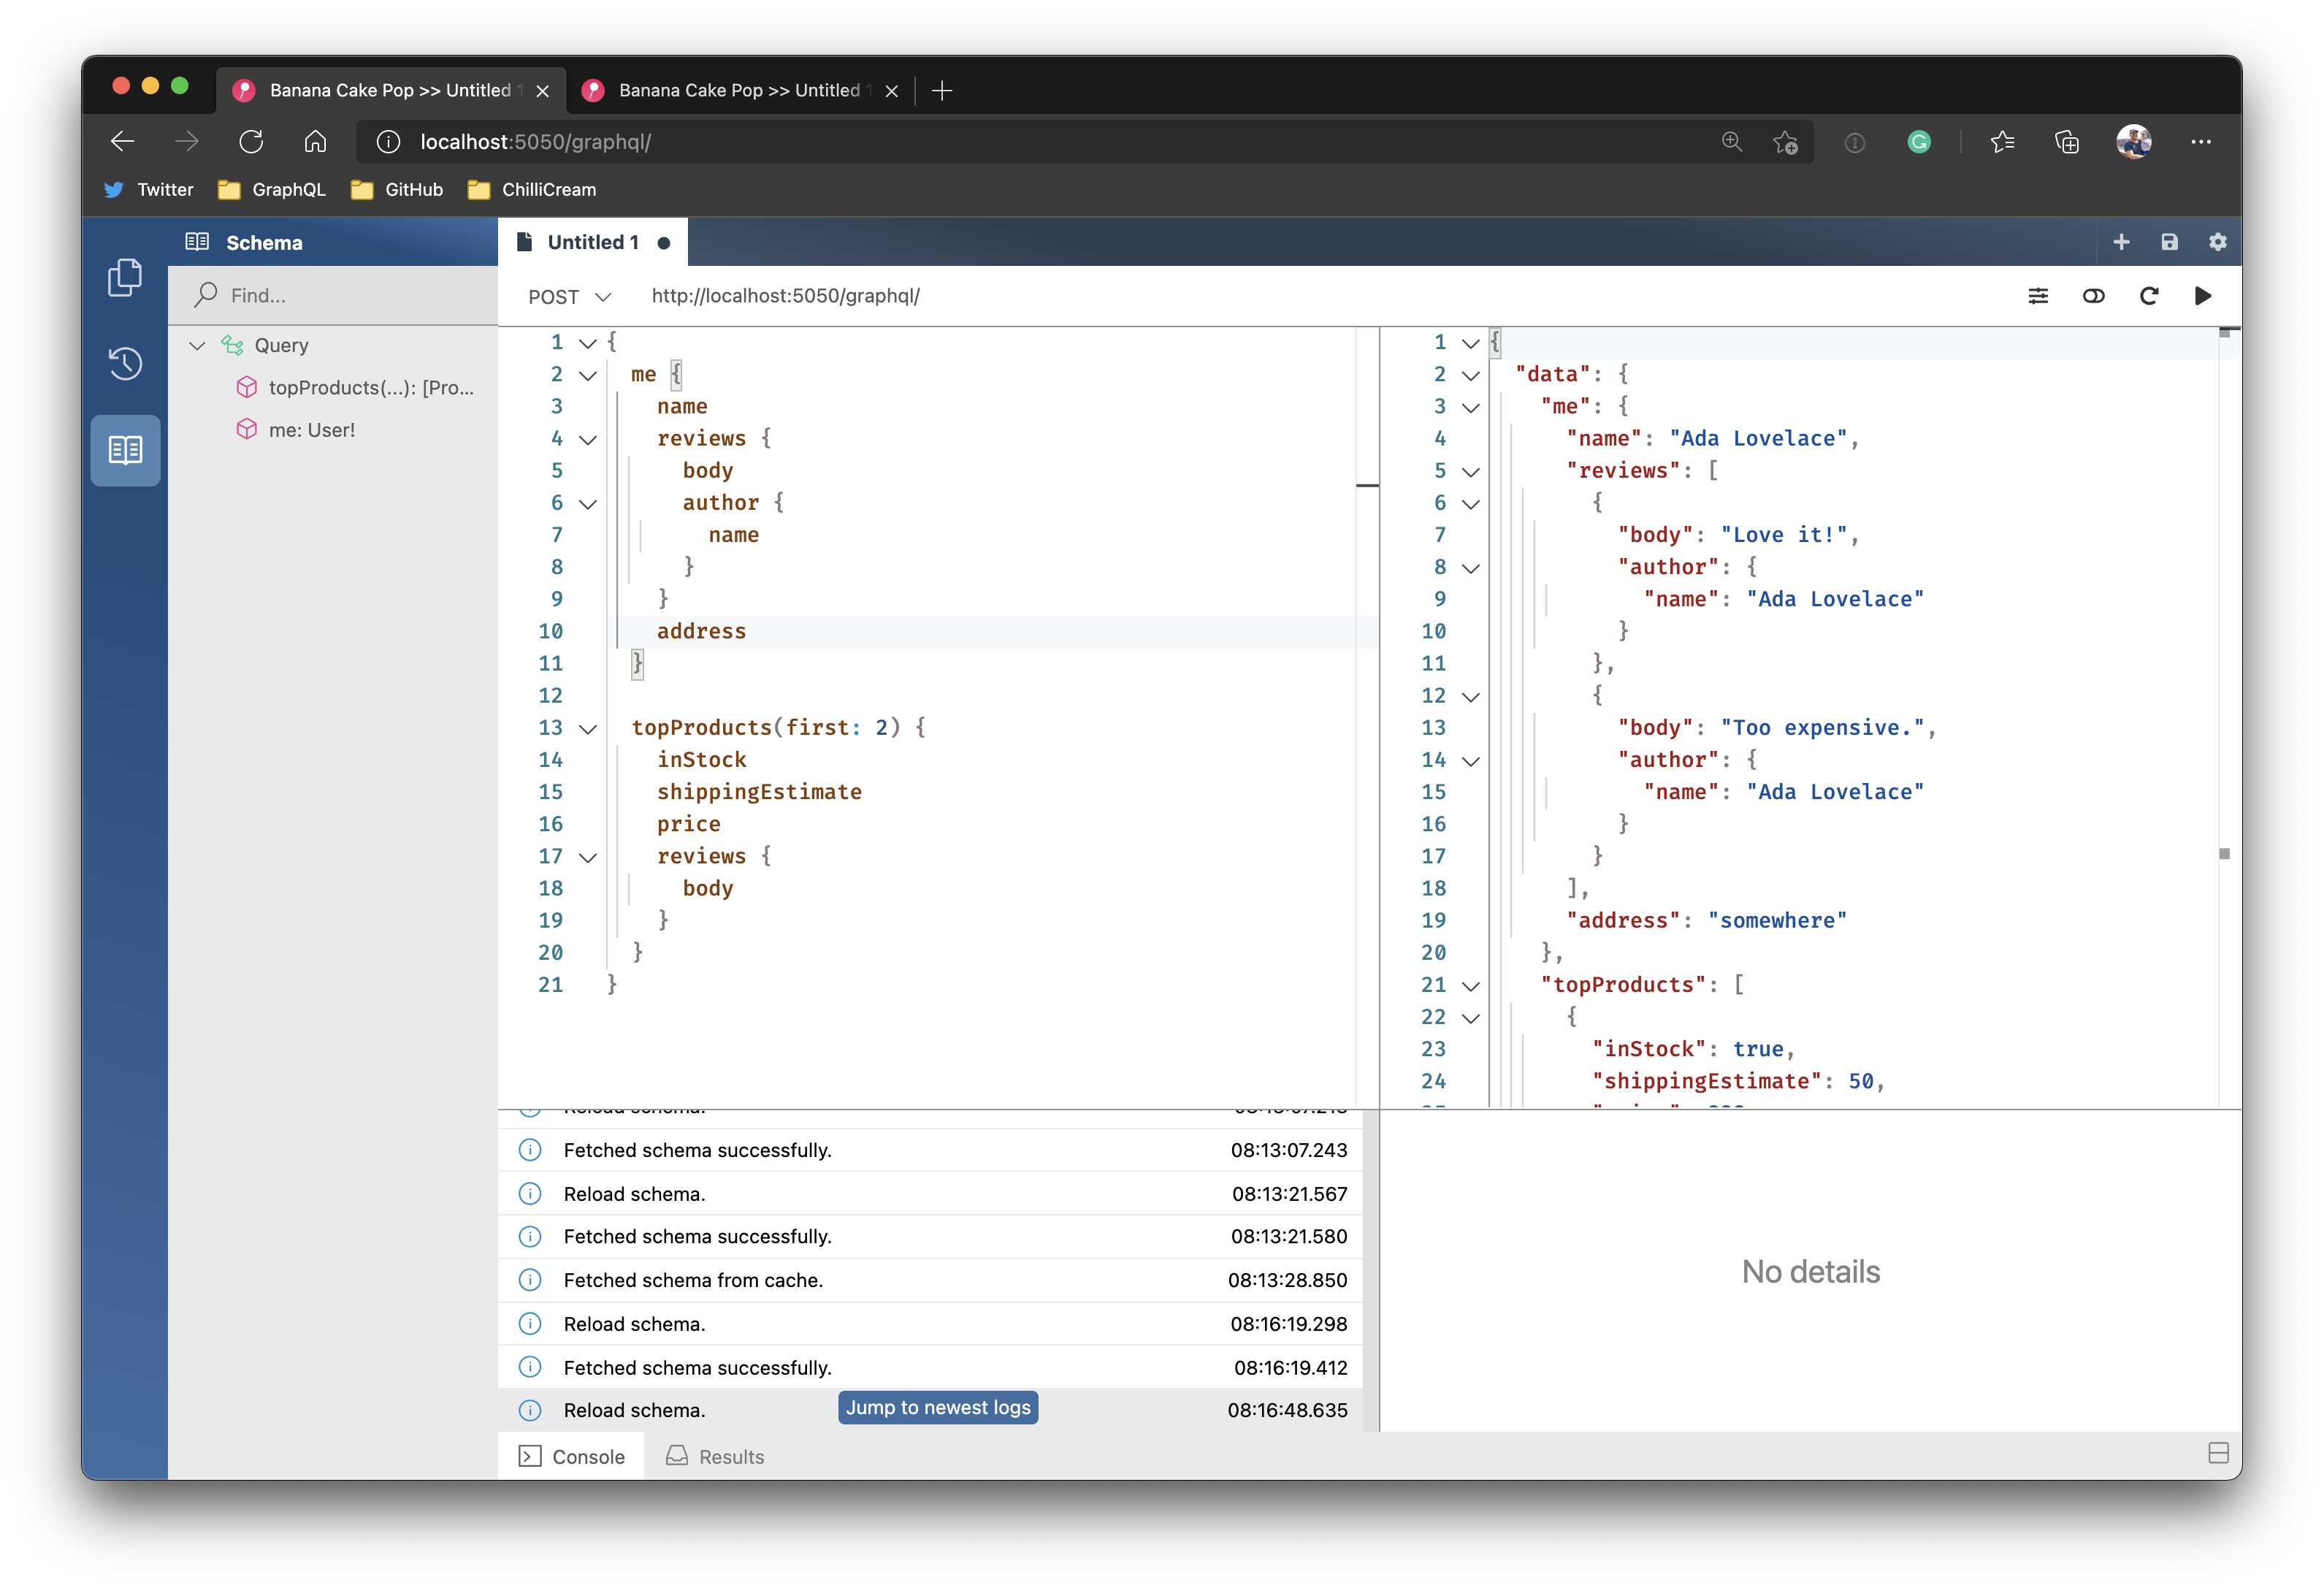 Banana Cake Pop >> Untitled 1
Banana Cake Pop >> Untitled 1
localhost:5050/graphql/
Twitter
GraphQL
GitHub
ChilliCream
Schema
Untitled 1
Find...
POST
http://localhost:5050/graphql/
Query
topProducts(...): [Pro...
me: User!
1 {
2 me {
3 name
4 reviews {
5 body
6 author {
7 name
8 }
9 }
10 address
11 }
12
13 topProducts(first: 2) {
14 inStock
15 shippingEstimate
16 price
17 reviews {
18 body
19 }
20 }
21 }
1 {
2 "data": {
3 "me": {
4 "name": "Ada Lovelace",
5 "reviews": [
6 {
7 "body": "Love it!",
8 "author": {
9 "name": "Ada Lovelace"
10 }
11 },
12 {
13 "body": "Too expensive.",
14 "author": {
15 "name": "Ada Lovelace"
16 }
17 }
18 ],
19 "address": "somewhere"
20 },
21 "topProducts": [
22 {
23 "inStock": true,
24 "shippingEstimate": 50,
Reload schema.
Fetched schema successfully. 08:13:07.243
Reload schema. 08:13:21.567
Fetched schema successfully. 08:13:21.580
Fetched schema from cache. 08:13:28.850
Reload schema. 08:16:19.298
Fetched schema successfully. 08:16:19.412
Reload schema. 08:16:48.635
Jump to newest logs
No details
Console
Results